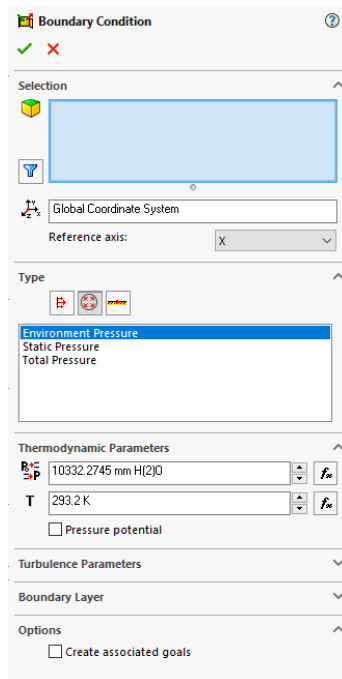 Boundary Condition
Selection
Global Coordinate System
Reference axis: X
Type
Environment Pressure
Static Pressure
Total Pressure
Thermodynamic Parameters
10332.2745 mm H(2)O
T 293.2 K
Pressure potential
Turbulence Parameters
Boundary Layer
Options
Create associated goals